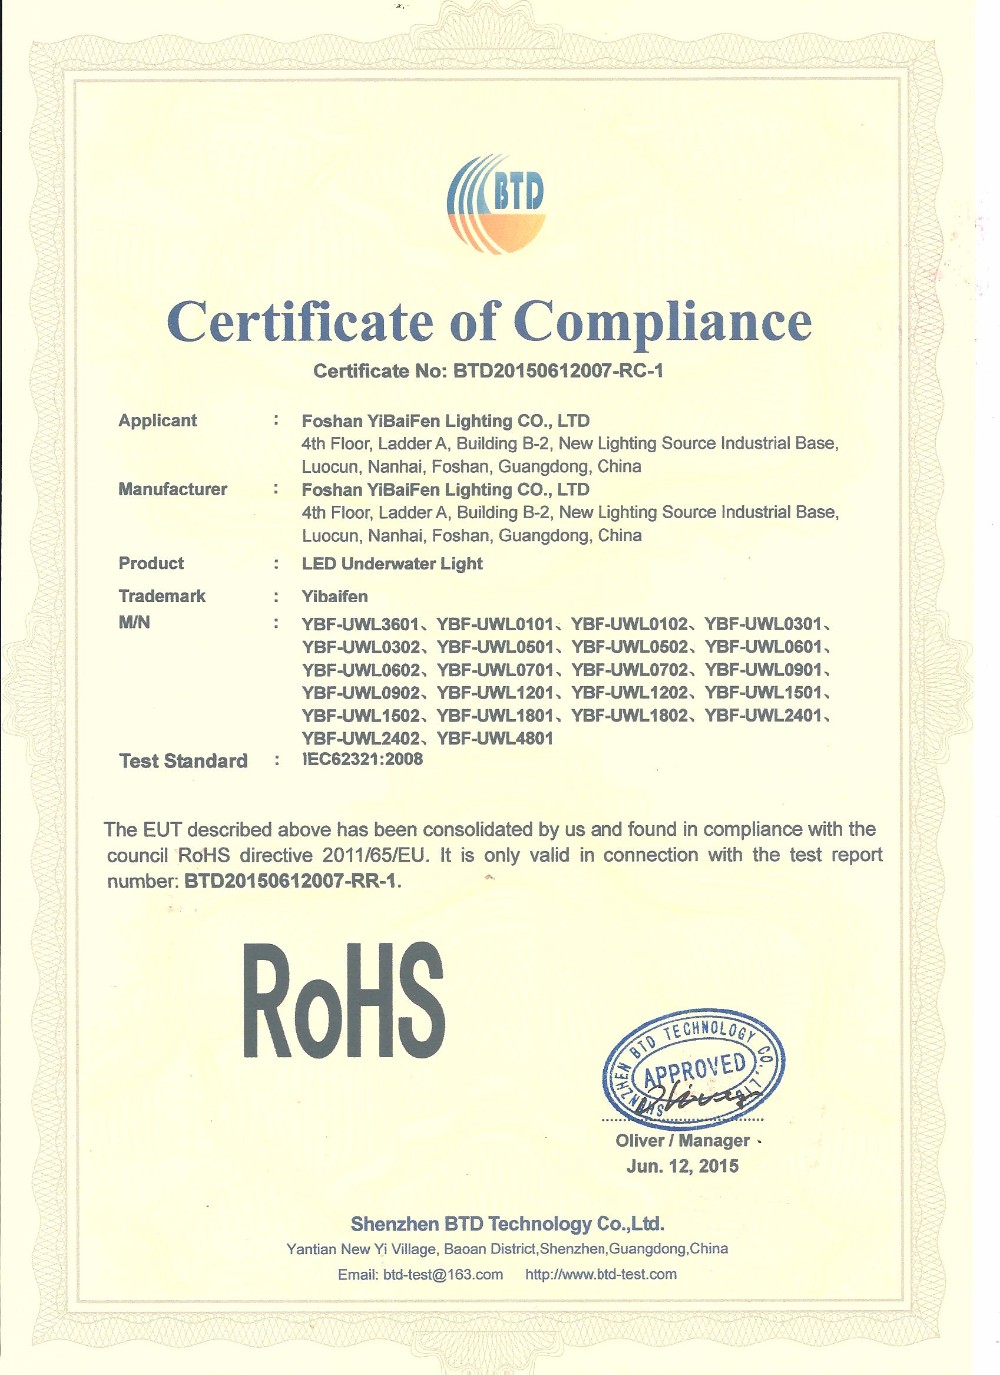 BTD
Certificate of Compliance
Certificate No: BTD20150612007-RC-1
Applicant : Foshan YiBaiFen Lighting CO., LTD
4th Floor, Ladder A, Building B-2, New Lighting Source Industrial Base,
Luocun, Nanhai, Foshan, Guangdong, China
Manufacturer : Foshan YiBaiFen Lighting CO., LTD
4th Floor, Ladder A, Building B-2, New Lighting Source Industrial Base,
Luocun, Nanhai, Foshan, Guangdong, China
Product : LED Underwater Light
Trademark : Yibaifen
M/N : YBF-UWL3601、YBF-UWL0101、YBF-UWL0102、YBF-UWL0301、
YBF-UWL0302、YBF-UWL0501、YBF-UWL0502、YBF-UWL0601、
YBF-UWL0602、YBF-UWL0701、YBF-UWL0702、YBF-UWL0901、
YBF-UWL0902、YBF-UWL1201、YBF-UWL1202、YBF-UWL1501、
YBF-UWL1502、YBF-UWL1801、YBF-UWL1802、YBF-UWL2401、
YBF-UWL2402、YBF-UWL4801
Test Standard : IEC62321:2008
The EUT described above has been consolidated by us and found in compliance with the
council RoHS directive 2011/65/EU. It is only valid in connection with the test report
number: BTD20150612007-RR-1.
RoHS
SHENZHEN BTD TECHNOLOGY CO., LTD
APPROVED
Oliver / Manager
Jun. 12, 2015
Shenzhen BTD Technology Co.,Ltd.
Yantian New Yi Village, Baoan District,Shenzhen,Guangdong,China
Email: btd-test@163.com http://www.btd-test.com